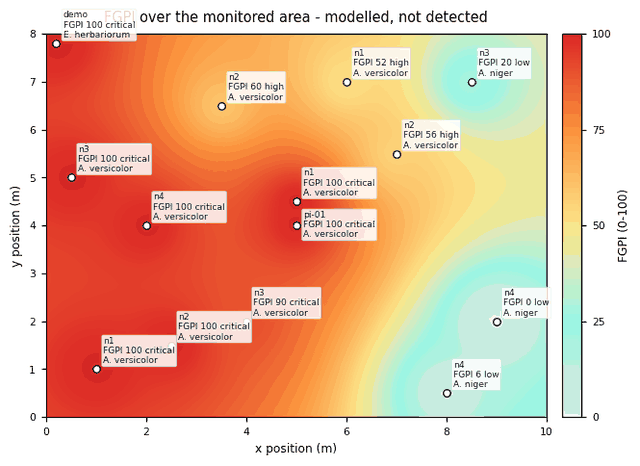 FGPI over the monitored area - modelled, not detected
demo
FGPI 100 critical
E. herbariorum
n1
FGPI 52 high
A. versicolor
n3
FGPI 20 low
A. niger
n2
FGPI 60 high
A. versicolor
n2
FGPI 56 high
A. versicolor
n3
FGPI 100 critical
A. versicolor
n1
FGPI 100 critical
A. versicolor
n4
FGPI 100 critical
A. versicolor
pi-01
FGPI 100 critical
A. versicolor
n3
FGPI 90 critical
A. versicolor
n4
FGPI 0 low
A. niger
n2
FGPI 100 critical
A. versicolor
n1
FGPI 100 critical
A. versicolor
n4
FGPI 6 low
A. niger
8
7
6
5
4
3
2
1
0
y position (m)
0 2 4 6 8 10
x position (m)
100
75
50
25
0
FGPI (0-100)